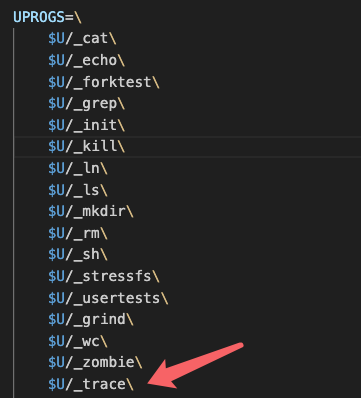 UPROGS=\
$U/_cat\
$U/_echo\
$U/_forktest\
$U/_grep\
$U/_init\
$U/_kill\
$U/_ln\
$U/_ls\
$U/_mkdir\
$U/_rm\
$U/_sh\
$U/_stressfs\
$U/_usertests\
$U/_grind\
$U/_wc\
$U/_zombie\
$U/_trace\